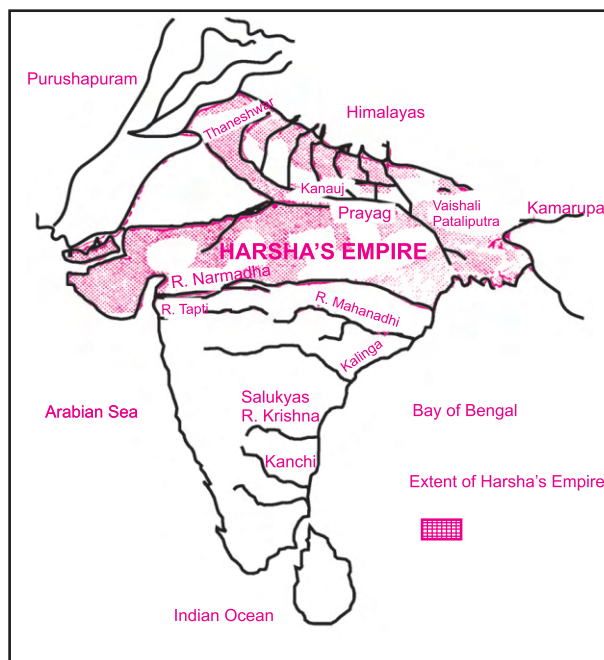 Purushapuram
Himalayas
Thaneshwar
Kanauj
Prayag
Vaishali
Pataliputra
Kamarupa
HARSHA'S EMPIRE
R. Narmadha
R. Tapti
R. Mahanadhi
Kalinga
Salukyas
R. Krishna
Arabian Sea
Bay of Bengal
Kanchi
Extent of Harsha's Empire
Indian Ocean